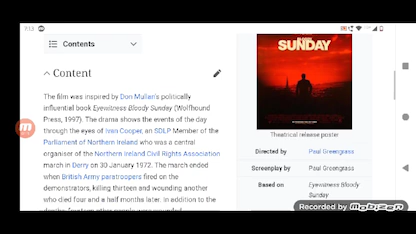 7:13
Contents
Content
The film was inspired by Don Mullan's politically
influential book Eyewitness Bloody Sunday (Wolfhound
Press, 1997). The drama shows the events of the day
through the eyes of Ivan Cooper, an SDLP Member of the
Parliament of Northern Ireland who was a central
organiser of the Northern Ireland Civil Rights Association
march in Derry on 30 January 1972. The march ended
when British Army paratroopers fired on the
demonstrators, killing thirteen and wounding another
who died four and a half months later. In addition to the
SUNDAY
Theatrical release poster
Directed by Paul Greengrass
Screenplay by Paul Greengrass
Based on Eyewitness Bloody
Sunday
Recorded by Mobizen